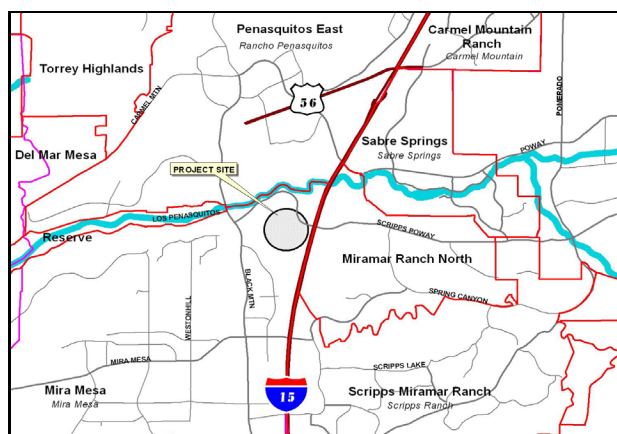 Penasquitos East
Rancho Penasquitos
Carmel Mountain
Ranch
Carmel Mountain
Torrey Highlands
CARMEL MTN
56
POMERADO
Sabre Springs
Sabre Springs
POWAY
Del Mar Mesa
PROJECT SITE
LOS PENASQUITOS
Reserve
SCRIPPS POWAY
Miramar Ranch North
BLACK MTN
WESTONHILL
SPRING CANYON
MIRA MESA
SCRIPPS LAKE
Mira Mesa
Mira Mesa
15
Scripps Miramar Ranch
Scripps Ranch